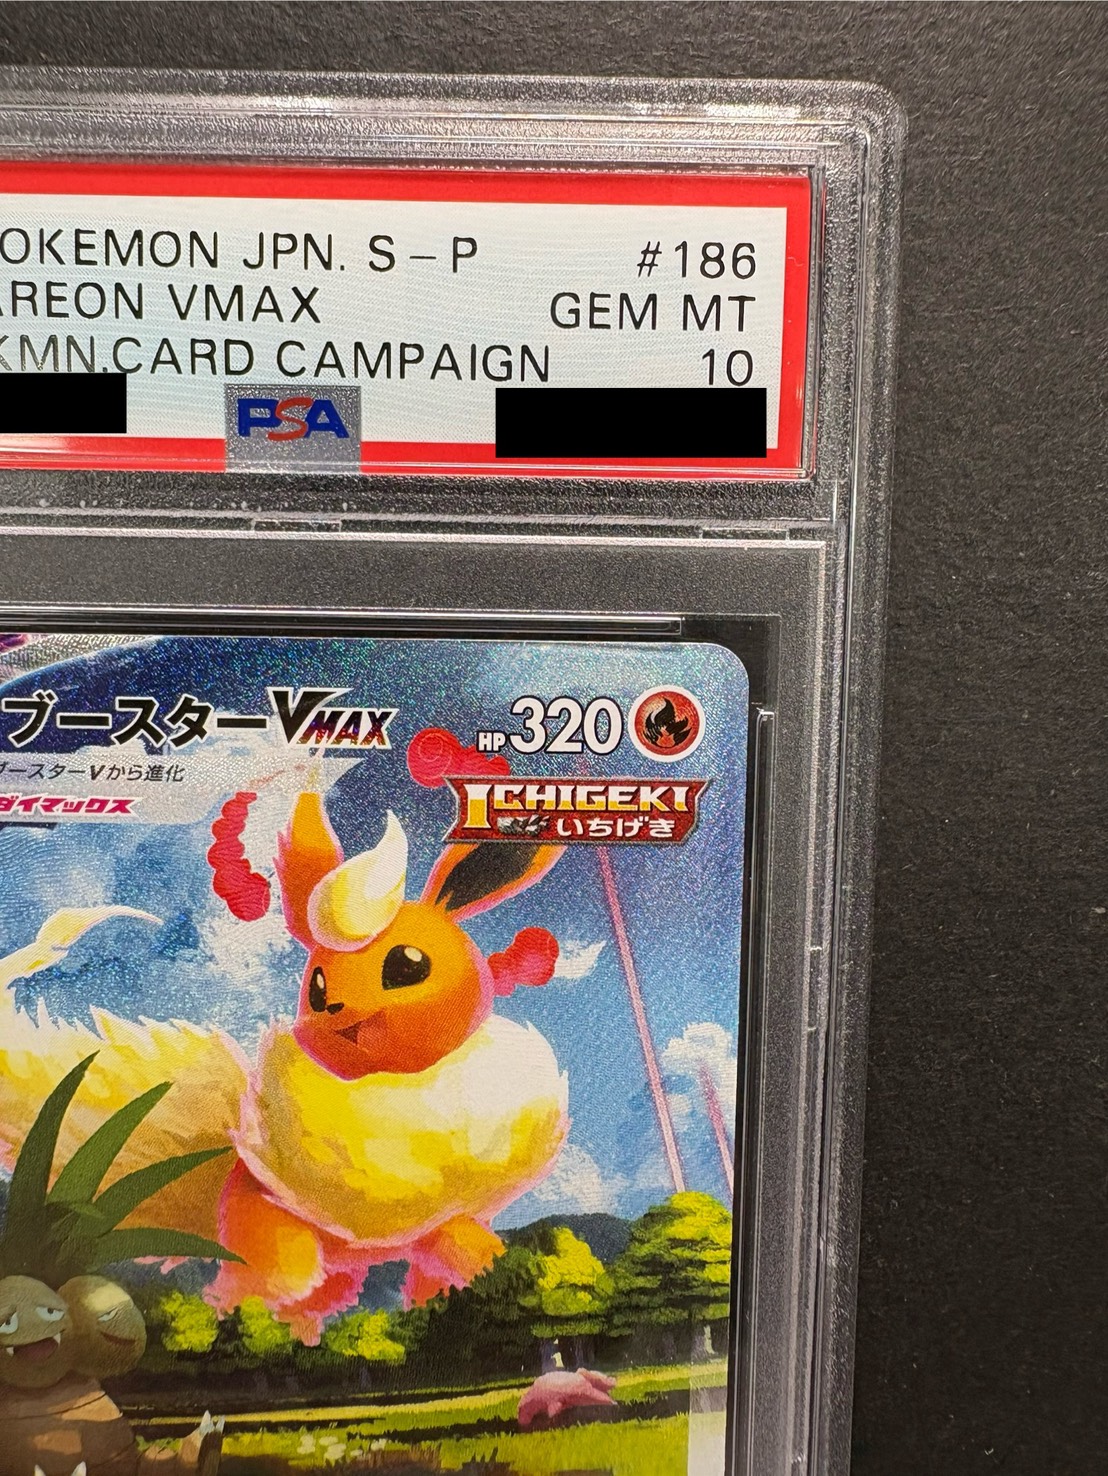 OKEMON JPN. S-P #186
AREON VMAX GEM MT
KMN.CARD CAMPAIGN 10
PSA
ブースターVMAX HP320
ブースターVから進化
ダイマックス
ICHIGEKI
いちげき